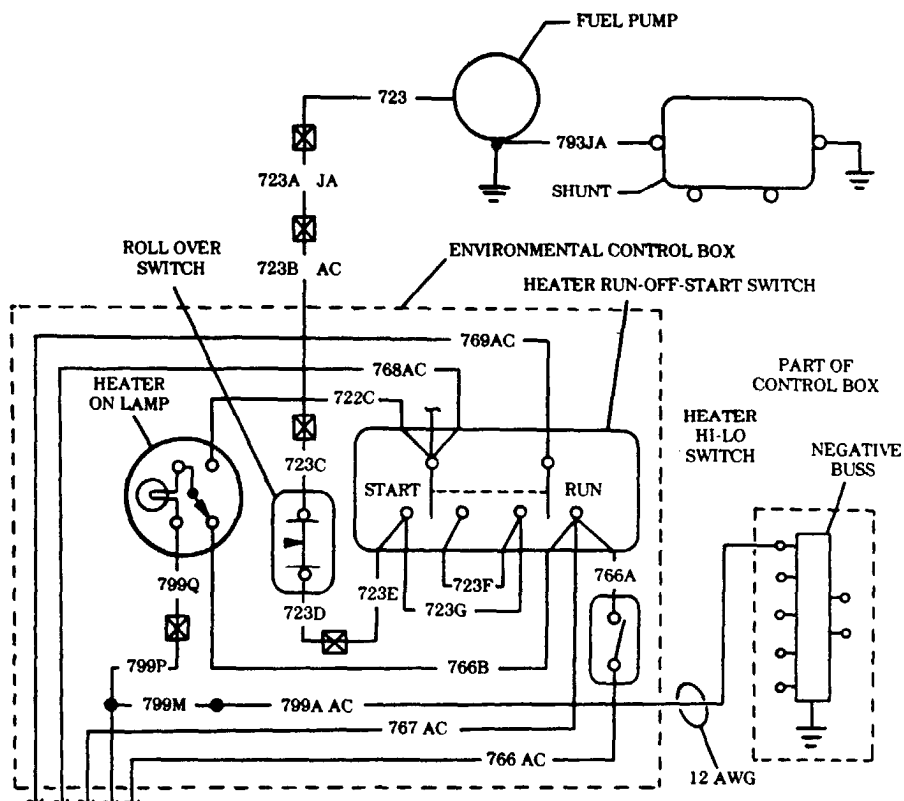 FUEL PUMP
723
793JA
723A JA
SHUNT
ROLL OVER
SWITCH
723B AC
ENVIRONMENTAL CONTROL BOX
HEATER RUN-OFF-START SWITCH
769AC
768AC
PART OF
CONTROL BOX
HEATER
ON LAMP
722C
HEATER
HI-LO
SWITCH
NEGATIVE
BUSS
723C
START
RUN
799Q
723E
723F
766A
723D
723G
799P
766B
799M
799A AC
767 AC
766 AC
12 AWG